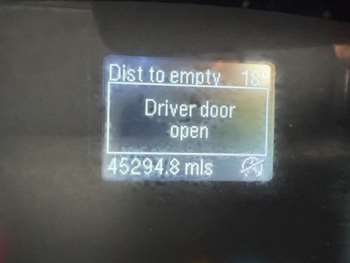 Dist to empty 18°
Driver door
open
45294.8 mls